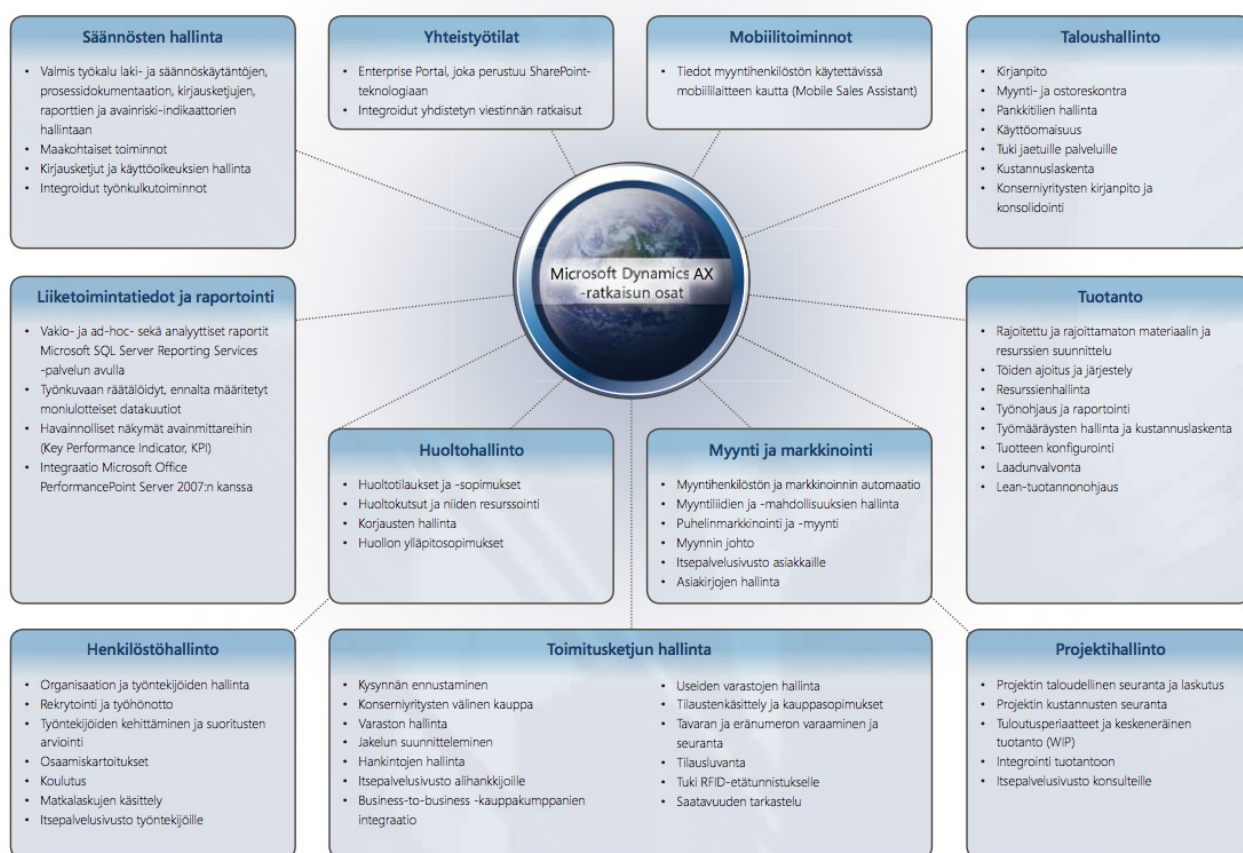 Säännösten hallinta
• Valmis työkalu laki- ja säännöskäytäntöjen,
prosessidokumentaation, kirjausketjujen,
raporttien ja avainriski-indikaattorien
hallintaan
• Maakohtaiset toiminnot
• Kirjausketjut ja käyttöoikeuksien hallinta
• Integroidut työnkulkutoiminnot
Yhteistyötilat
• Enterprise Portal, joka perustuu SharePoint-
teknologiaan
• Integroidut yhdistetyn viestinnän ratkaisut
Mobiilitoiminnot
• Tiedot myyntihenkilöstön käytettävissä
mobiililaitteen kautta (Mobile Sales Assistant)
Taloushallinto
• Kirjanpito
• Myynti- ja ostoreskontra
• Pankkitilien hallinta
• Käyttöomaisuus
• Tuki jaetuille palveluille
• Kustannuslaskenta
• Konserniyritysten kirjanpito ja
konsolidointi
Microsoft Dynamics AX
-ratkaisun osat
Liiketoimintatiedot ja raportointi
• Vakio- ja ad-hoc- sekä analyyttiset raportit
Microsoft SQL Server Reporting Services
-palvelun avulla
• Työnkuvaan räätälöidyt, ennalta määritetyt
moniulotteiset datakuutiot
• Havainnolliset näkymät avainmittareihin
(Key Performance Indicator, KPI)
• Integraatio Microsoft Office
PerformancePoint Server 2007:n kanssa
Huoltohallinto
• Huoltotilaukset ja -sopimukset
• Huoltokutsut ja niiden resurssointi
• Korjausten hallinta
• Huollon ylläpitosopimukset
Myynti ja markkinointi
• Myyntihenkilöstön ja markkinoinnin automaatio
• Myyntiliidien ja -mahdollisuuksien hallinta
• Puhelinmarkkinointi ja -myynti
• Myynnin johto
• Itsepalvelusivusto asiakkaille
• Asiakirjojen hallinta
Tuotanto
• Rajoitettu ja rajoittamaton materiaalin ja
resurssien suunnittelu
• Töiden ajoitus ja järjestely
• Resurssienhallinta
• Työnohjaus ja raportointi
• Työmääräysten hallinta ja kustannuslaskenta
• Tuotteen konfigurointi
• Laadunvalvonta
• Lean-tuotannonohjaus
Henkilöstöhallinto
• Organisaation ja työntekijöiden hallinta
• Rekrytointi ja työhönotto
• Työntekijöiden kehittäminen ja suoritusten
arviointi
• Osaamiskartoitukset
• Koulutus
• Matkalaskujen käsittely
• Itsepalvelusivusto työntekijöille
Toimitusketjun hallinta
• Kysynnän ennustaminen
• Konserniyritysten välinen kauppa
• Varaston hallinta
• Jakelun suunnitteleminen
• Hankintojen hallinta
• Itsepalvelusivusto alihankkijoille
• Business-to-business -kauppakumppanien
integraatio
• Useiden varastojen hallinta
• Tilaustenkäsittely ja kauppasopimukset
• Tavaran ja eränumeron varaaminen ja
seuranta
• Tilausluvanta
• Tuki RFID-etätunnistukselle
• Saatavuuden tarkastelu
Projektihallinto
• Projektin taloudellinen seuranta ja laskutus
• Projektin kustannusten seuranta
• Tuloutusperiaatteet ja keskeneräinen
tuotanto (WIP)
• Integrointi tuotantoon
• Itsepalvelusivusto konsulteille